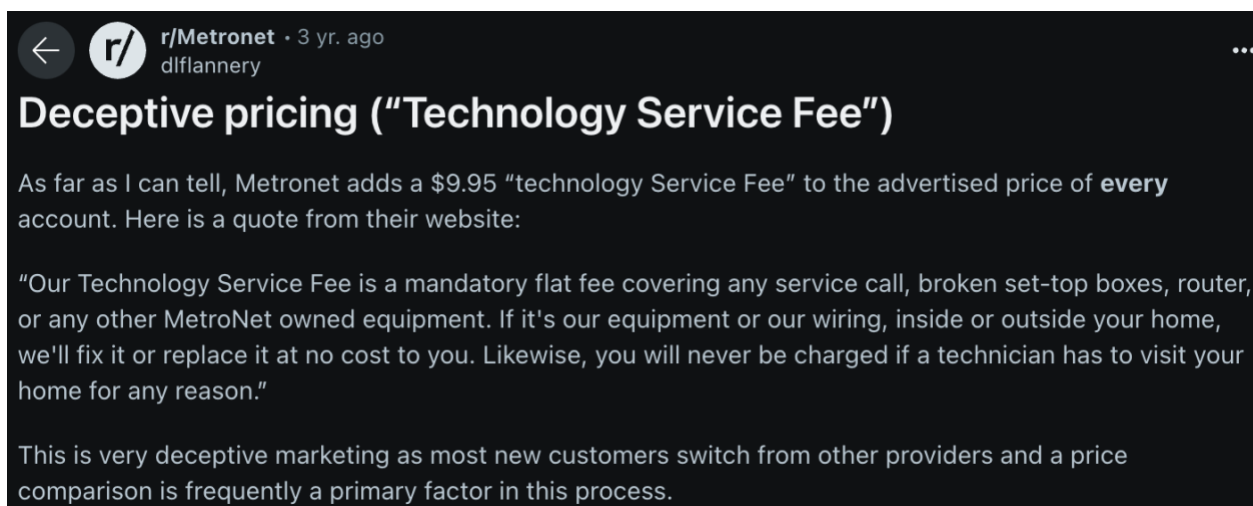 r/
r/Metronet • 3 yr. ago
dlflannery
Deceptive pricing (“Technology Service Fee”)
As far as I can tell, Metronet adds a $9.95 “technology Service Fee” to the advertised price of every
account. Here is a quote from their website:
“Our Technology Service Fee is a mandatory flat fee covering any service call, broken set-top boxes, router,
or any other MetroNet owned equipment. If it's our equipment or our wiring, inside or outside your home,
we'll fix it or replace it at no cost to you. Likewise, you will never be charged if a technician has to visit your
home for any reason.”
This is very deceptive marketing as most new customers switch from other providers and a price
comparison is frequently a primary factor in this process.